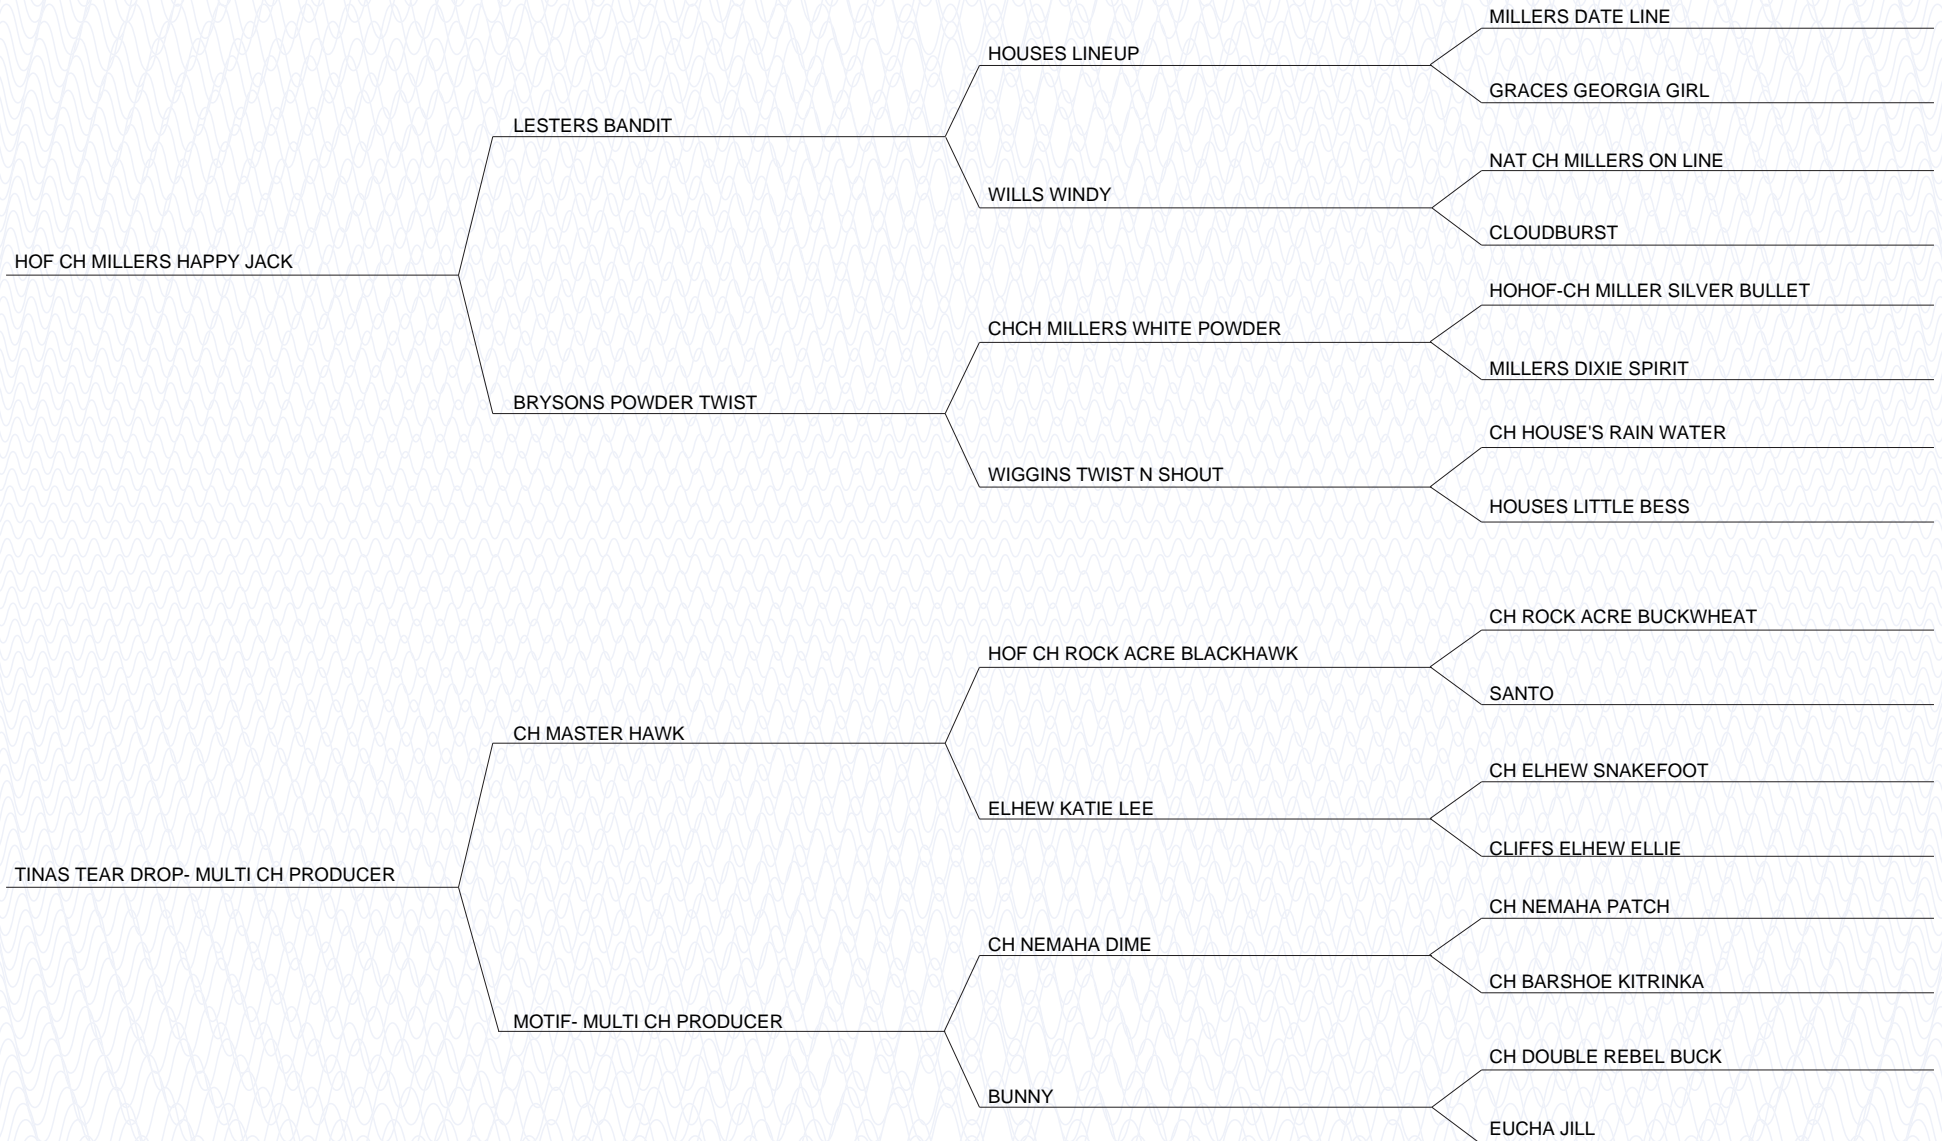 MILLERS DATE LINE
HOUSES LINEUP
GRACES GEORGIA GIRL
LESTERS BANDIT
NAT CH MILLERS ON LINE
WILLS WINDY
CLOUDBURST
HOF CH MILLERS HAPPY JACK
HOHOF-CH MILLER SILVER BULLET
CHCH MILLERS WHITE POWDER
MILLERS DIXIE SPIRIT
BRYSONS POWDER TWIST
CH HOUSE'S RAIN WATER
WIGGINS TWIST N SHOUT
HOUSES LITTLE BESS
CH ROCK ACRE BUCKWHEAT
HOF CH ROCK ACRE BLACKHAWK
SANTO
CH MASTER HAWK
CH ELHEW SNAKEFOOT
ELHEW KATIE LEE
CLIFFS ELHEW ELLIE
TINAS TEAR DROP- MULTI CH PRODUCER
CH NEMAHA PATCH
CH NEMAHA DIME
CH BARSHOE KITRINKA
MOTIF- MULTI CH PRODUCER
CH DOUBLE REBEL BUCK
BUNNY
EUCHA JILL